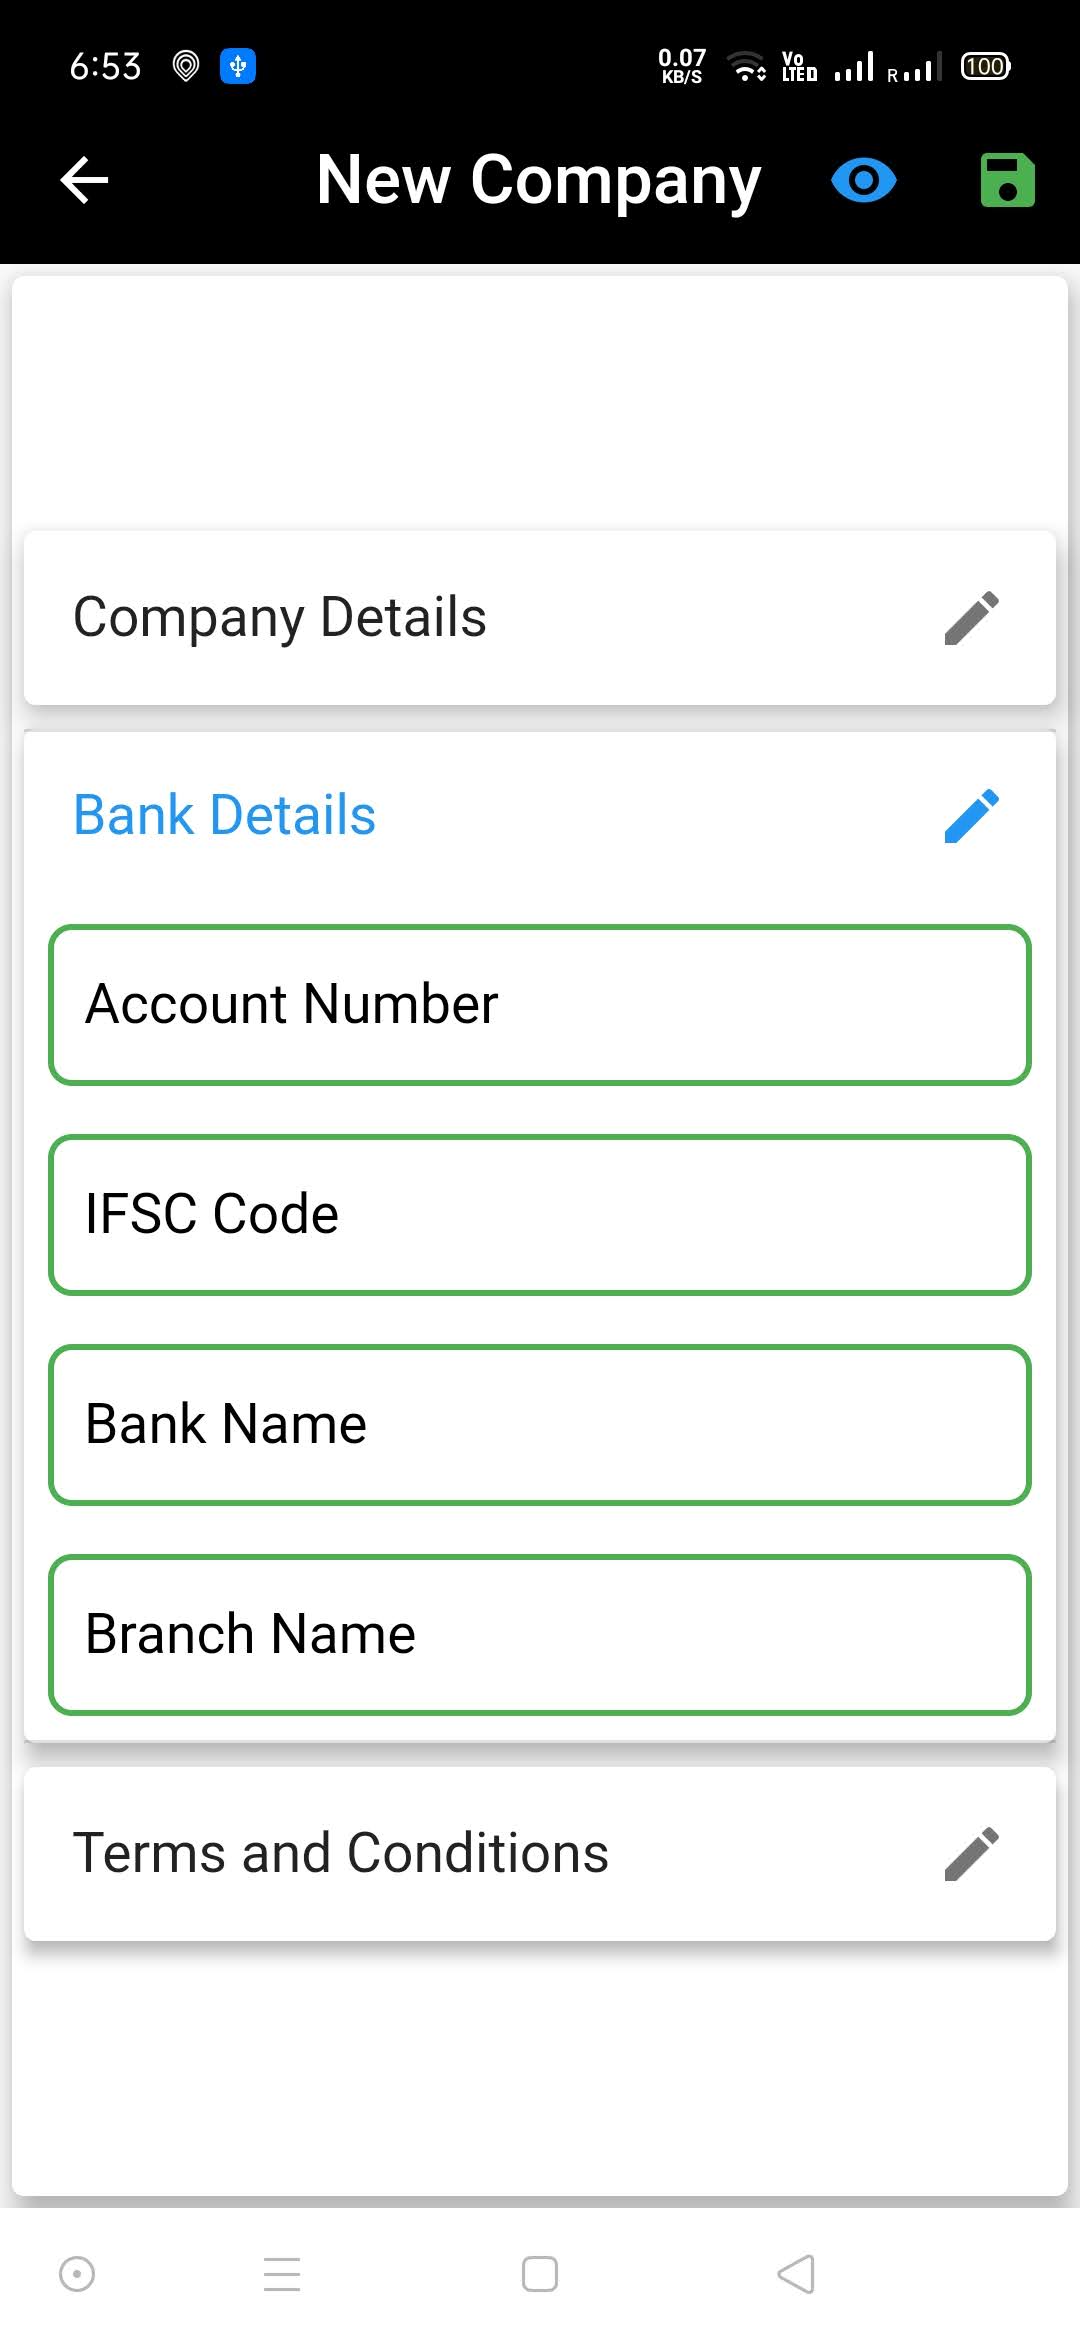 6:53
0.07
KB/S
Vo
LTED
R
100
New Company
Company Details
Bank Details
Account Number
IFSC Code
Bank Name
Branch Name
Terms and Conditions